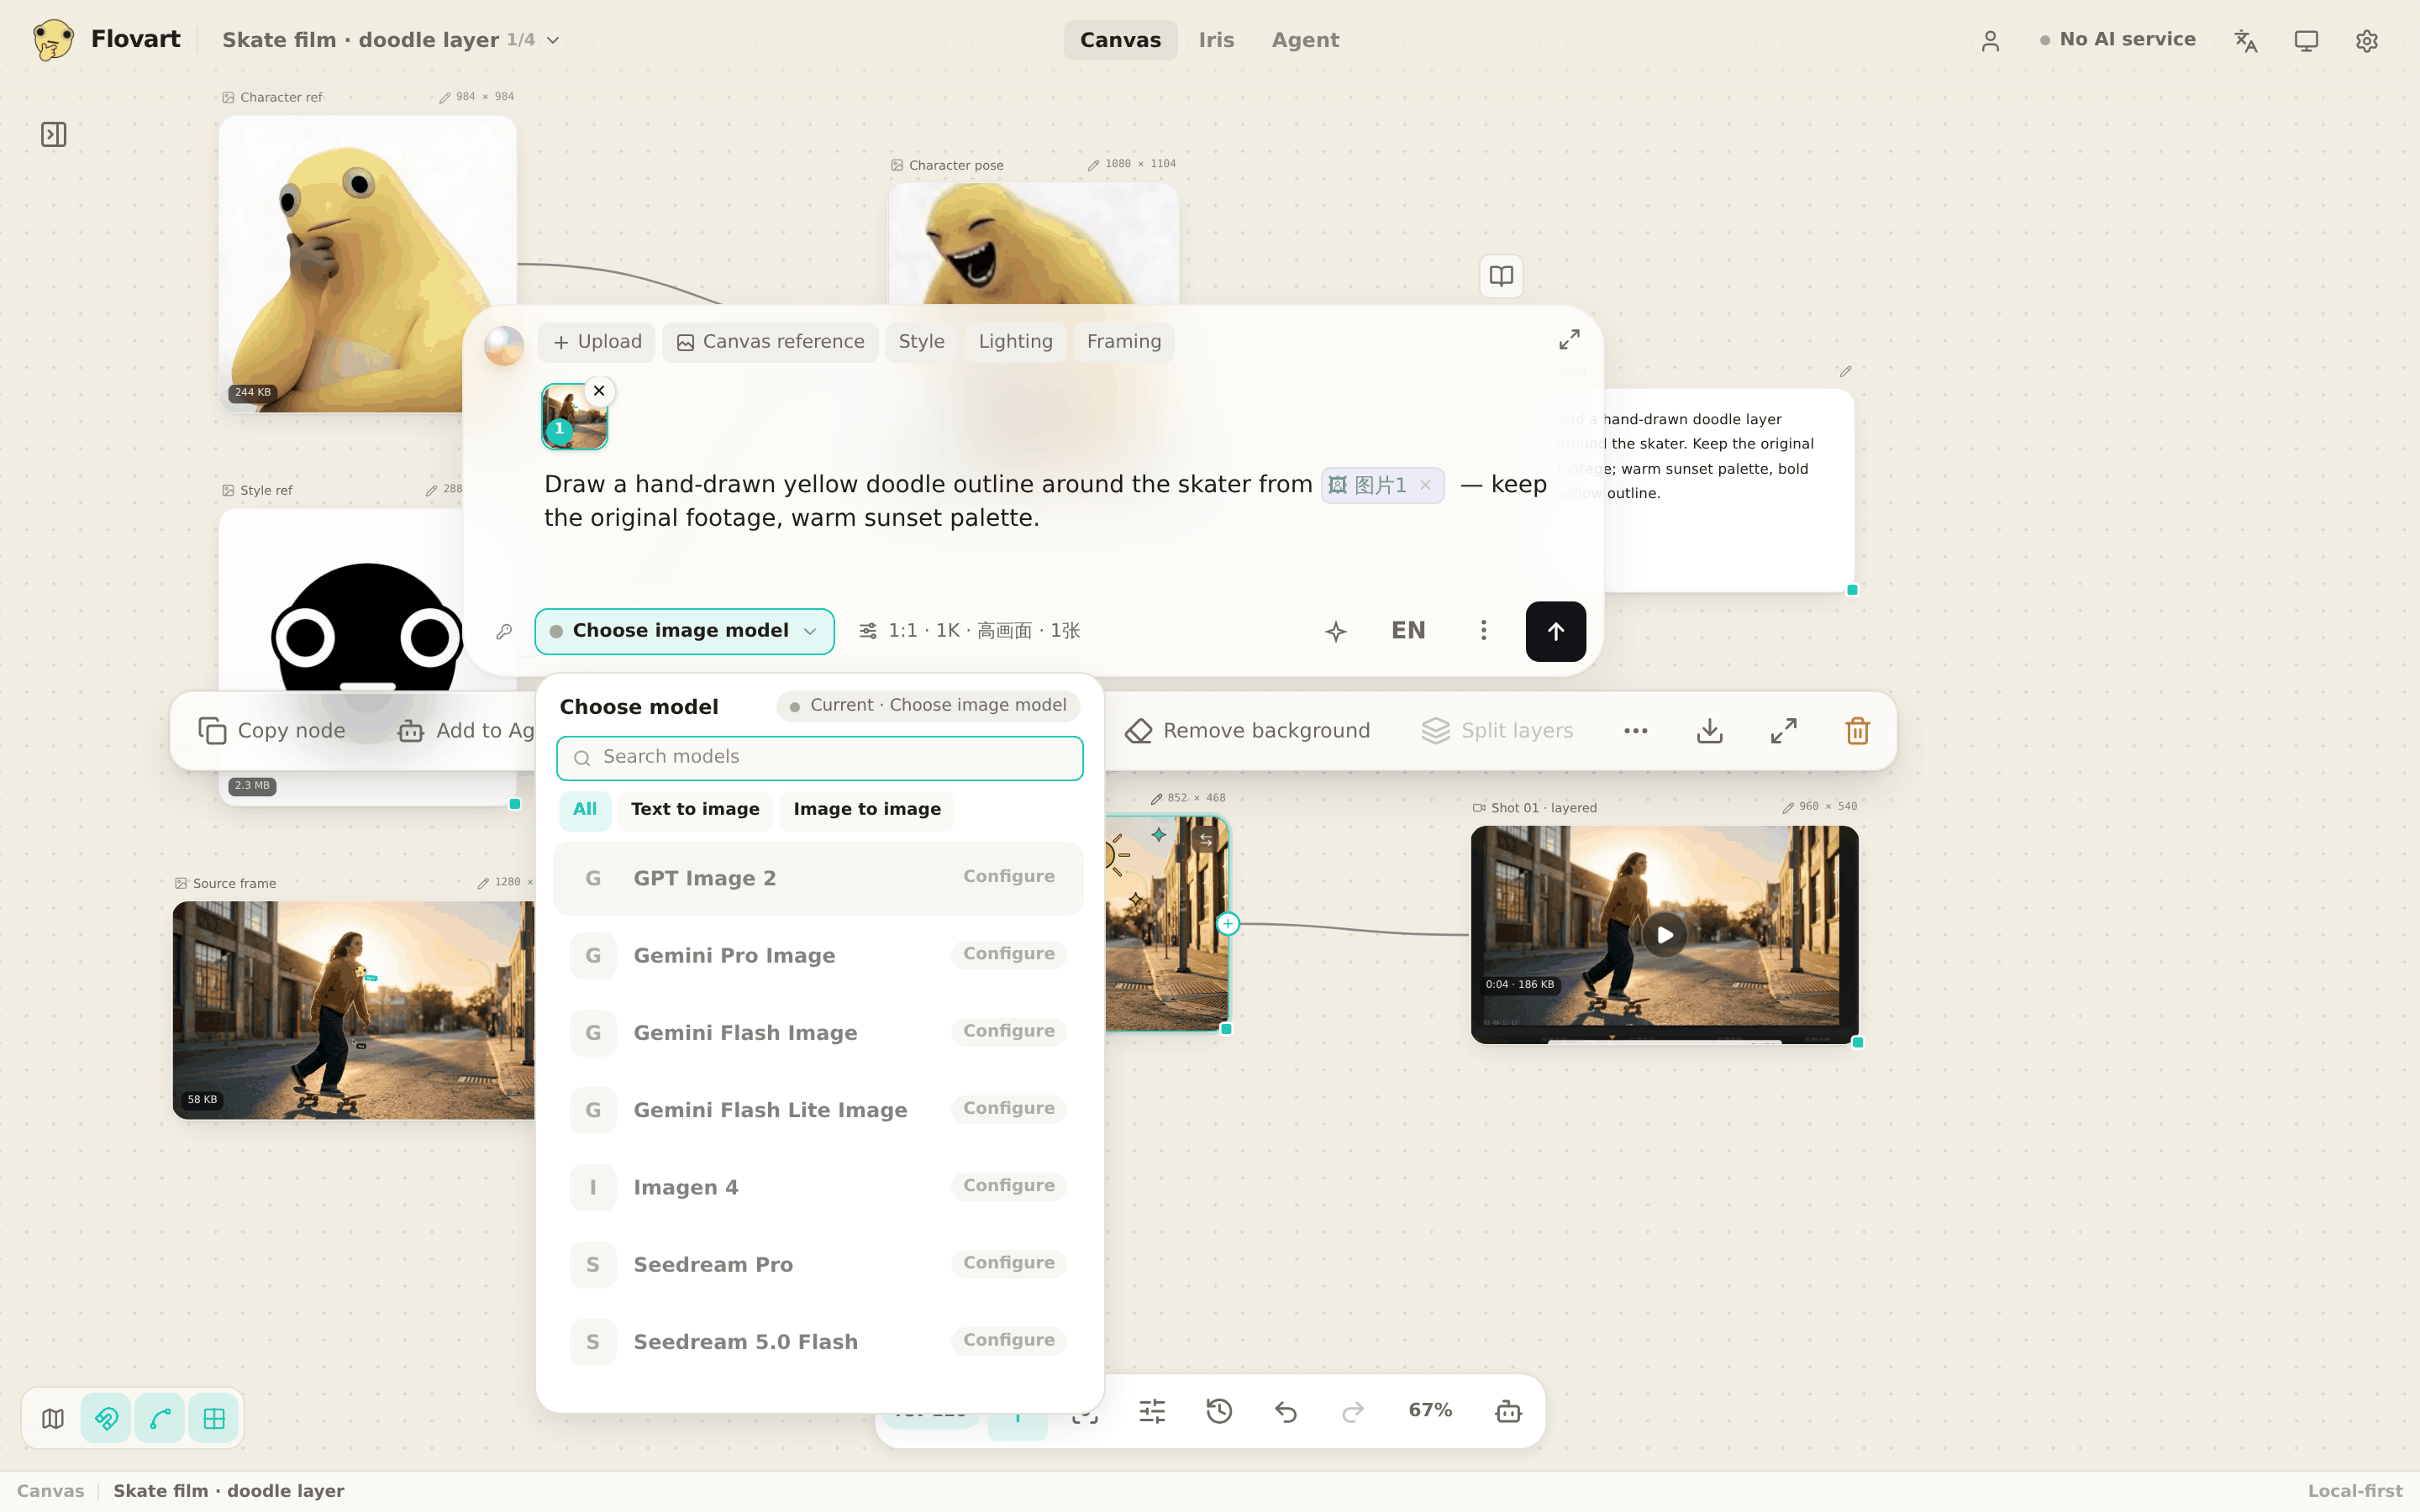 Flovart
Skate film · doodle layer 1/4
Canvas
Iris
Agent
No AI service
Character ref
984 × 984
244 KB
Character pose
1080 × 1104
Upload
Canvas reference
Style
Lighting
Framing
1
Draw a hand-drawn yellow doodle outline around the skater from 图片1 — keep
the original footage, warm sunset palette.
Add a hand-drawn doodle layer
around the skater. Keep the original
footage; warm sunset palette, bold
yellow outline.
Style ref
288
2.3 MB
Choose image model
1:1 · 1K · 高画面 · 1张
EN
Copy node
Add to Ag
Remove background
Split layers
Choose model
Current · Choose image model
Search models
All
Text to image
Image to image
G GPT Image 2 Configure
G Gemini Pro Image Configure
G Gemini Flash Image Configure
G Gemini Flash Lite Image Configure
I Imagen 4 Configure
S Seedream Pro Configure
S Seedream 5.0 Flash Configure
852 × 468
Shot 01 · layered
960 × 540
0:04 · 186 KB
Source frame
1280 ×
58 KB
67%
Canvas
Skate film · doodle layer
Local-first